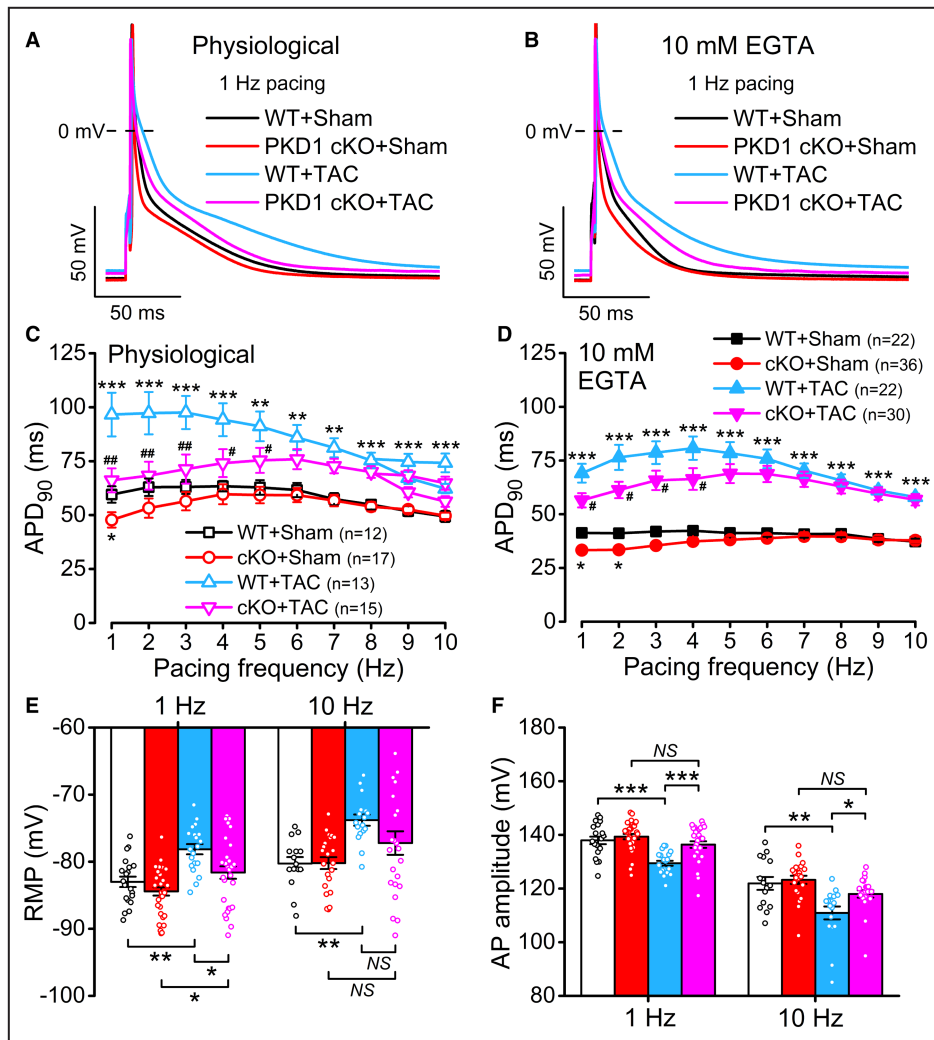 A
Physiological
1 Hz pacing
WT+Sham
PKD1 cKO+Sham
WT+TAC
PKD1 cKO+TAC
0 mV
50 mV
50 ms
B
10 mM EGTA
1 Hz pacing
WT+Sham
PKD1 cKO+Sham
WT+TAC
PKD1 cKO+TAC
0 mV
50 mV
50 ms
C
Physiological
APD90 (ms)
125
100
75
50
25
0
*** *** *** *** ** ** ** *** *** ***
## ## ## # #
*
WT+Sham (n=12)
cKO+Sham (n=17)
WT+TAC (n=13)
cKO+TAC (n=15)
1 2 3 4 5 6 7 8 9 10
Pacing frequency (Hz)
D
10 mM
EGTA
WT+Sham (n=22)
cKO+Sham (n=36)
WT+TAC (n=22)
cKO+TAC (n=30)
APD90 (ms)
125
100
75
50
25
0
*** *** *** *** *** *** *** *** *** ***
# # # #
* *
1 2 3 4 5 6 7 8 9 10
Pacing frequency (Hz)
E
1 Hz 10 Hz
RMP (mV)
-60
-70
-80
-90
-100
** * *
** NS NS
F
AP amplitude (mV)
180
160
140
120
100
80
NS
*** ***
NS
** *
1 Hz 10 Hz